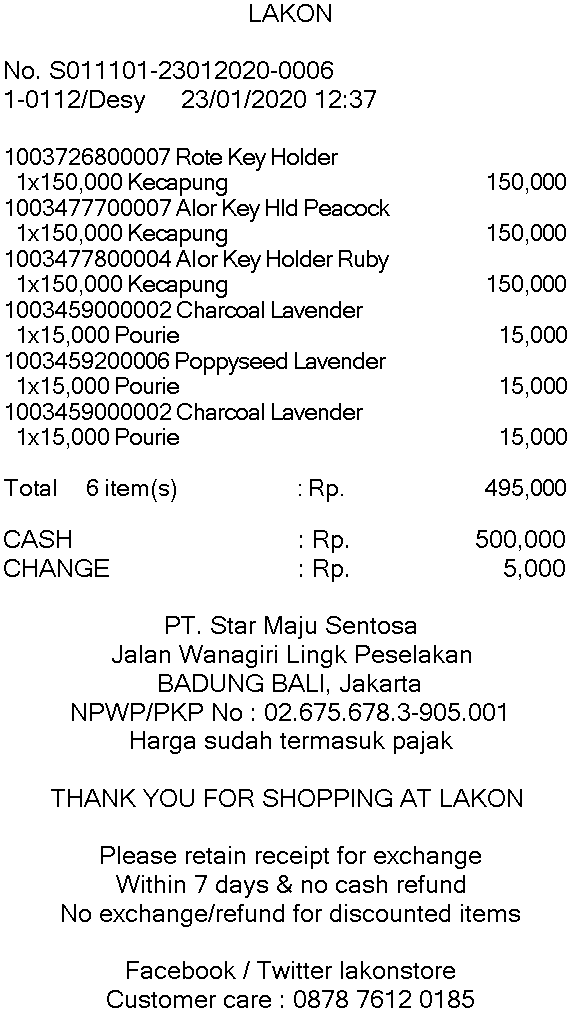 LAKON
No. S011101-23012020-0006
1-0112/Desy 23/01/2020 12:37
1003726800007 Rote Key Holder
1x150,000 Kecapung 150,000
1003477700007 Alor Key Hld Peacock
1x150,000 Kecapung 150,000
1003477800004 Alor Key Holder Ruby
1x150,000 Kecapung 150,000
1003459000002 Charcoal Lavender
1x15,000 Pourie 15,000
1003459200006 Poppyseed Lavender
1x15,000 Pourie 15,000
1003459000002 Charcoal Lavender
1x15,000 Pourie 15,000
Total 6 item(s) : Rp. 495,000
CASH : Rp. 500,000
CHANGE : Rp. 5,000
PT. Star Maju Sentosa
Jalan Wanagiri Lingk Peselakan
BADUNG BALI, Jakarta
NPWP/PKP No : 02.675.678.3-905.001
Harga sudah termasuk pajak
THANK YOU FOR SHOPPING AT LAKON
Please retain receipt for exchange
Within 7 days & no cash refund
No exchange/refund for discounted items
Facebook / Twitter lakonstore
Customer care : 0878 7612 0185